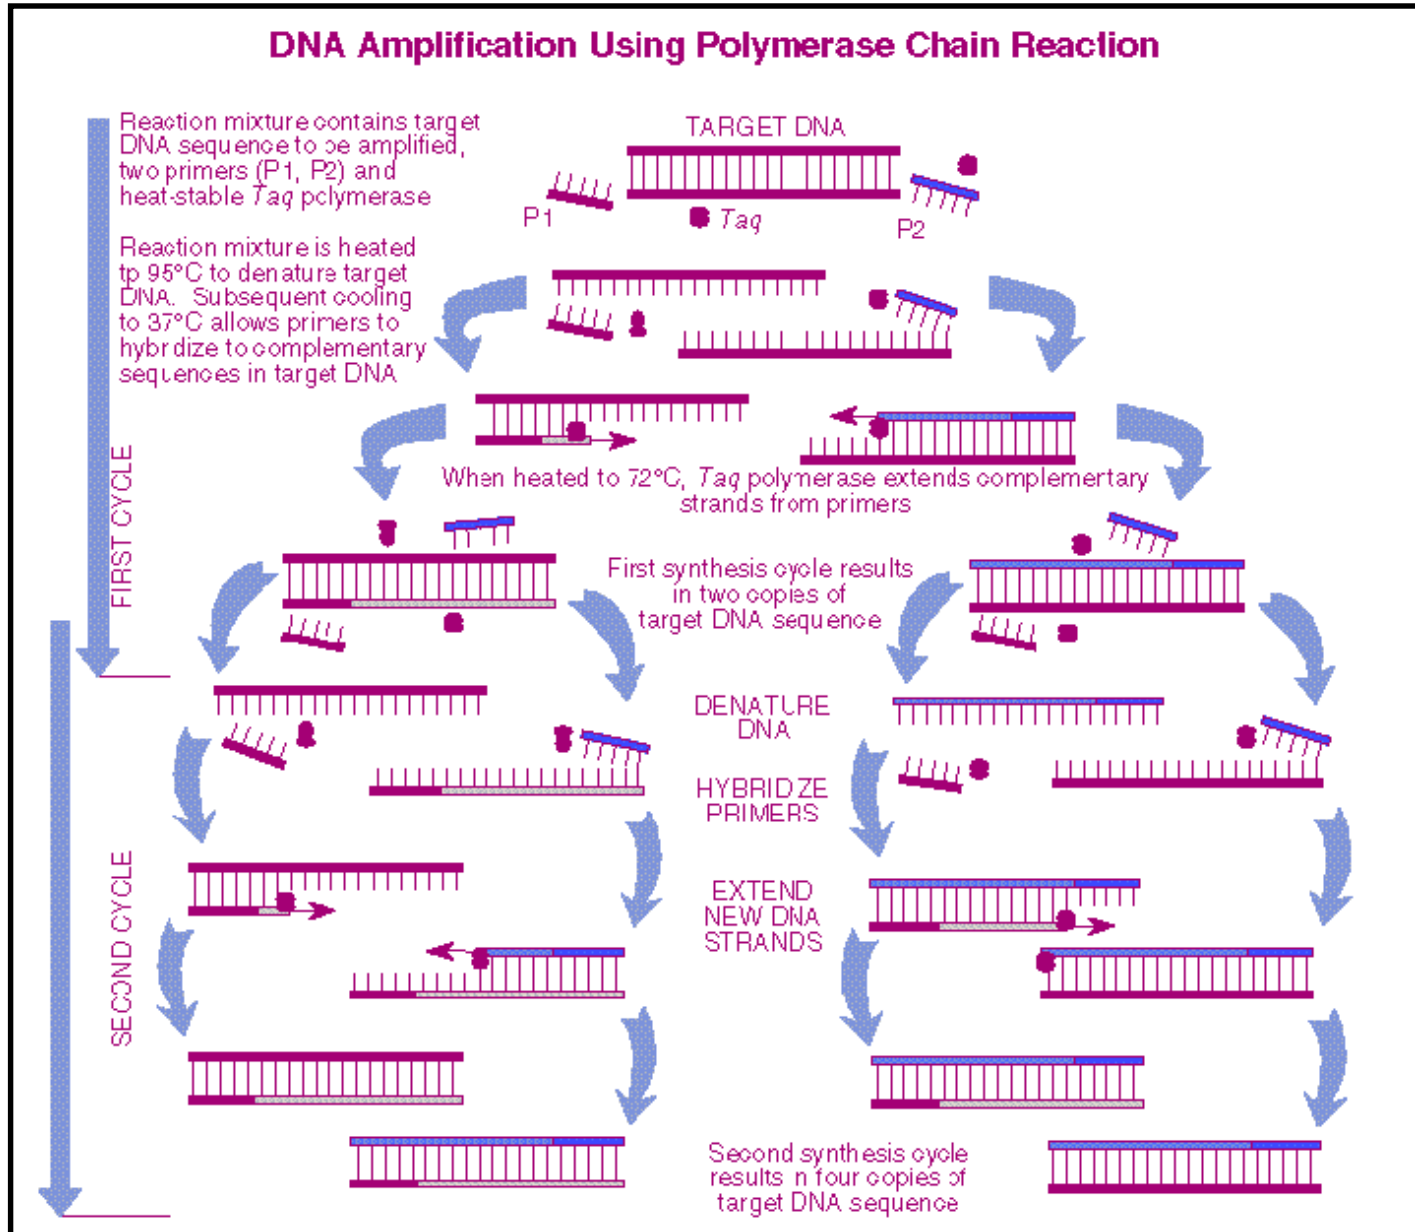 DNA Amplification Using Polymerase Chain Reaction
Reaction mixture contains target
DNA sequence to be amplified,
two primers (P1, P2) and
heat-stable Taq polymerase
TARGET DNA
P1
Taq
P2
Reaction mixture is heated
tp 95°C to denature target
DNA. Subsequent cooling
to 37°C allows primers to
hybridize to complementary
sequences in target DNA
FIRST CYCLE
When heated to 72°C, Taq polymerase extends complementary
strands from primers
First synthesis cycle results
in two copies of
target DNA sequence
DENATURE
DNA
HYBRIDZE
PRIMERS
SECOND CYCLE
EXTEND
NEW DNA
STRANDS
Second synthesis cycle
results in four copies of
target DNA sequence